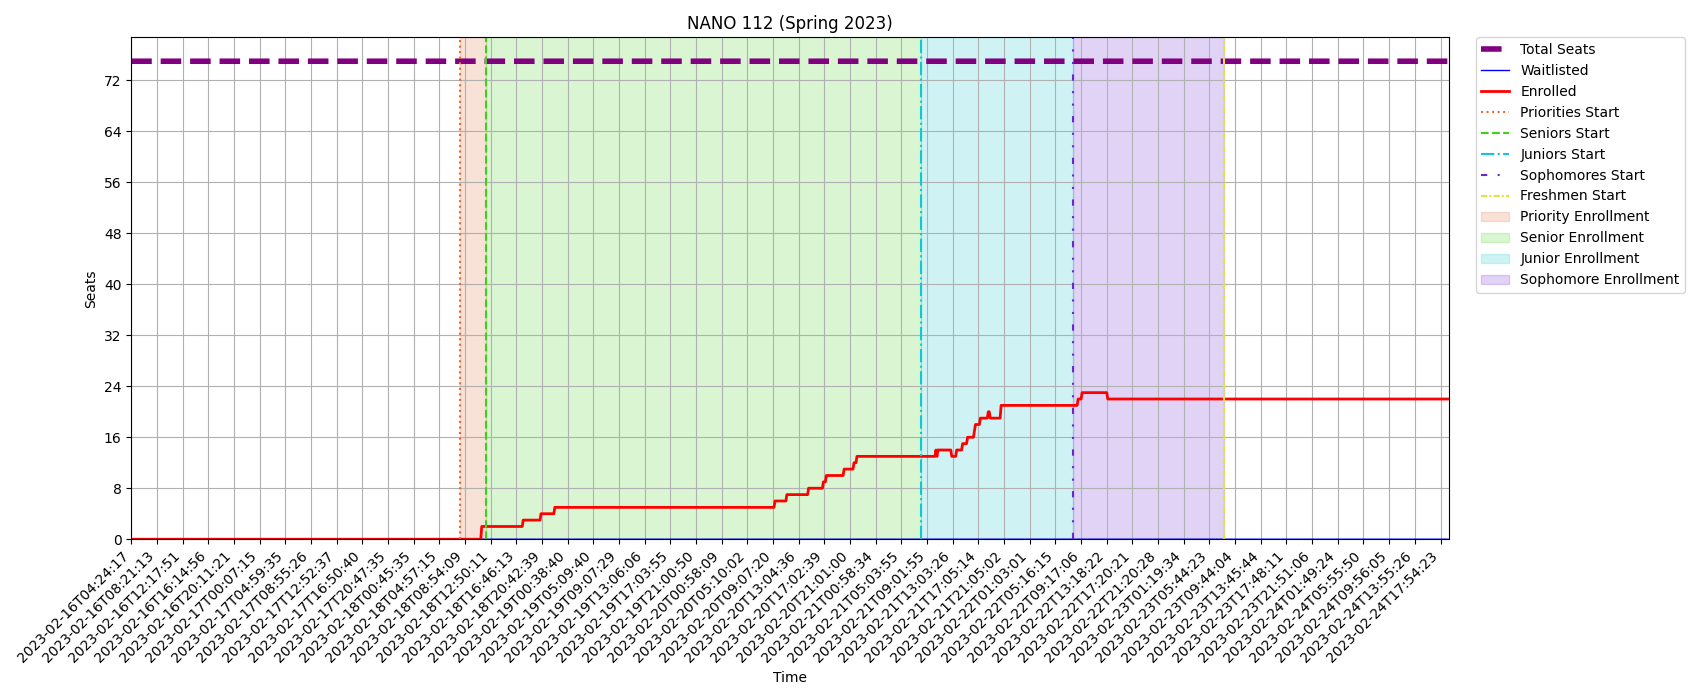 NANO 112 (Spring 2023)
Total Seats
Waitlisted
Enrolled
Priorities Start
Seniors Start
Juniors Start
Sophomores Start
Freshmen Start
Priority Enrollment
Senior Enrollment
Junior Enrollment
Sophomore Enrollment
Seats
72
64
56
48
40
32
24
16
8
0
2023-02-16T04:24:17
2023-02-16T08:21:13
2023-02-16T12:17:51
2023-02-16T16:14:56
2023-02-16T20:11:21
2023-02-17T00:07:15
2023-02-17T04:59:35
2023-02-17T08:55:26
2023-02-17T12:52:37
2023-02-17T16:50:40
2023-02-17T20:47:35
2023-02-18T00:45:35
2023-02-18T04:57:15
2023-02-18T08:54:09
2023-02-18T12:50:11
2023-02-18T16:46:13
2023-02-18T20:42:39
2023-02-19T00:38:40
2023-02-19T05:09:40
2023-02-19T09:07:29
2023-02-19T13:06:06
2023-02-19T17:03:55
2023-02-19T21:00:50
2023-02-20T00:58:09
2023-02-20T05:10:02
2023-02-20T09:07:20
2023-02-20T13:04:36
2023-02-20T17:02:39
2023-02-20T21:01:00
2023-02-21T00:58:34
2023-02-21T05:03:55
2023-02-21T09:01:55
2023-02-21T13:03:26
2023-02-21T17:05:14
2023-02-21T21:05:02
2023-02-22T01:03:01
2023-02-22T05:16:15
2023-02-22T09:17:06
2023-02-22T13:18:22
2023-02-22T17:20:21
2023-02-22T21:20:28
2023-02-23T01:19:34
2023-02-23T05:44:23
2023-02-23T09:44:04
2023-02-23T13:45:44
2023-02-23T17:48:11
2023-02-23T21:51:06
2023-02-24T01:49:24
2023-02-24T05:55:50
2023-02-24T09:56:05
2023-02-24T13:55:26
2023-02-24T17:54:23
Time